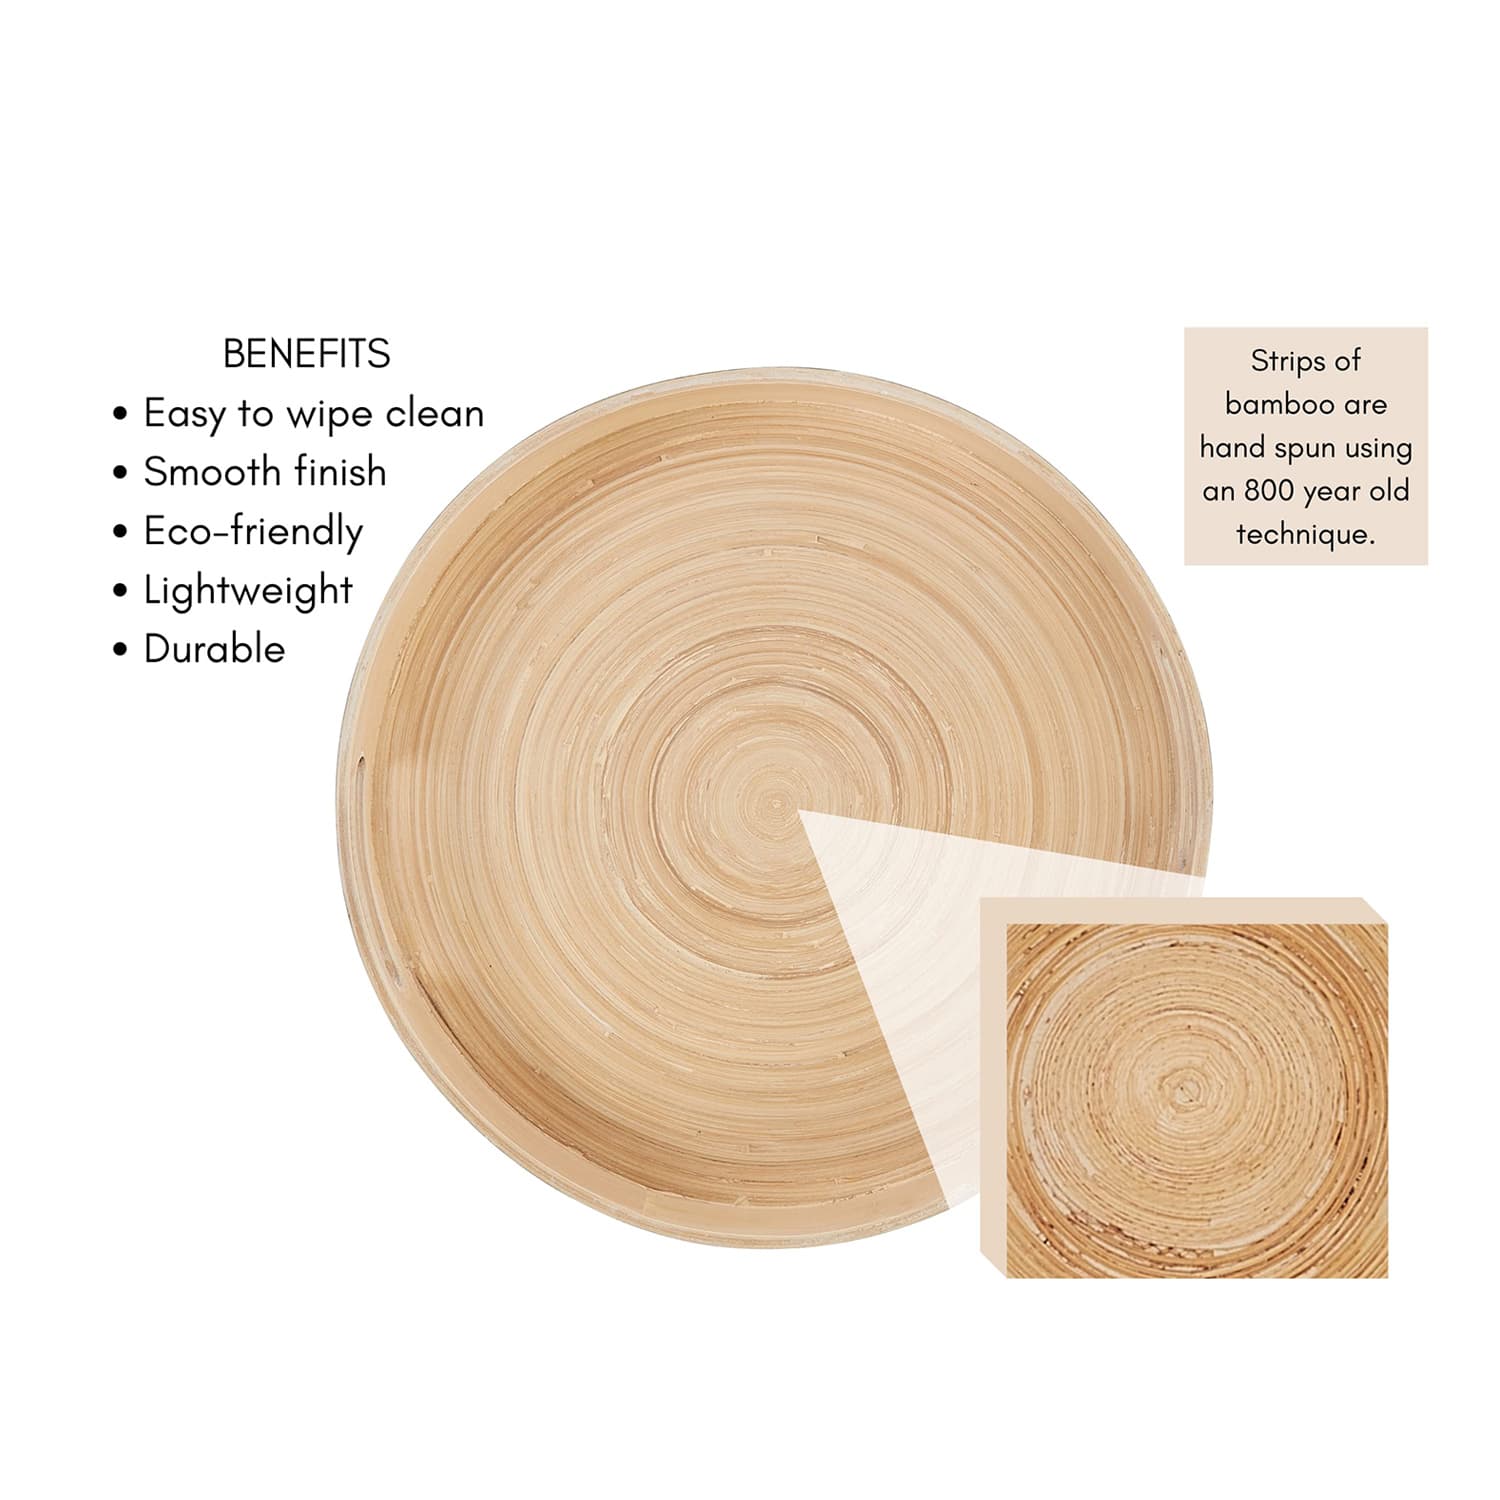 BENEFITS
• Easy to wipe clean
• Smooth finish
• Eco-friendly
• Lightweight
• Durable
Strips of
bamboo are
hand spun using
an 800 year old
technique.